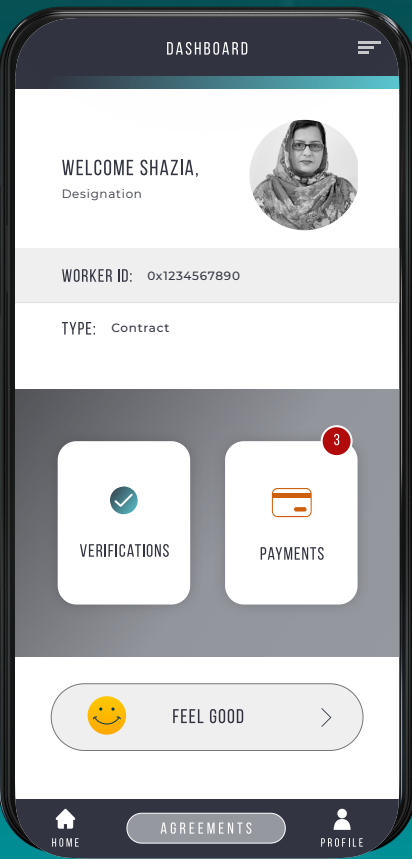 DASHBOARD
WELCOME SHAZIA,
Designation
WORKER ID: 0x1234567890
TYPE: Contract
3
VERIFICATIONS
PAYMENTS
FEEL GOOD
HOME
AGREEMENTS
PROFILE